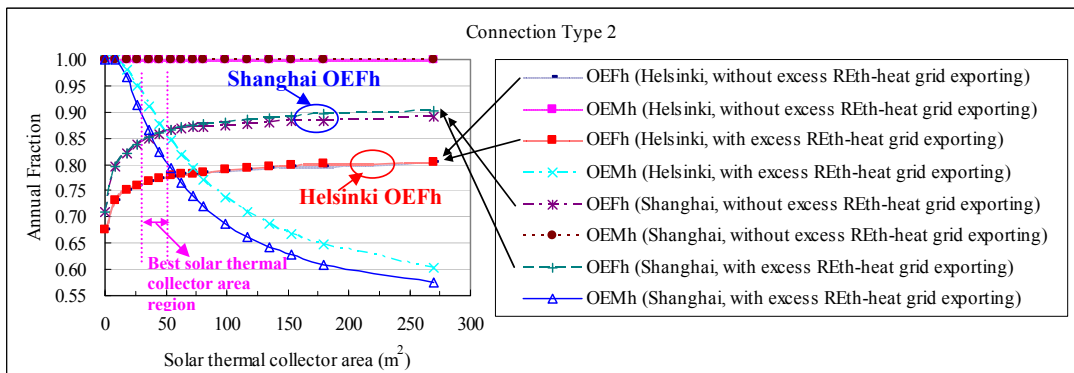 Connection Type 2
Annual Fraction
1.00
0.95
0.90
0.85
0.80
0.75
0.70
0.65
0.60
0.55
Shanghai OEFh
Helsinki OEFh
Best solar thermal
collector area
region
0 50 100 150 200 250 300
Solar thermal collector area (m²)
OEFh (Helsinki, without excess REth-heat grid exporting)
OEMh (Helsinki, without excess REth-heat grid exporting)
OEFh (Helsinki, with excess REth-heat grid exporting)
OEMh (Helsinki, with excess REth-heat grid exporting)
OEFh (Shanghai, without excess REth-heat grid exporting)
OEMh (Shanghai, without excess REth-heat grid exporting)
OEFh (Shanghai, with excess REth-heat grid exporting)
OEMh (Shanghai, with excess REth-heat grid exporting)